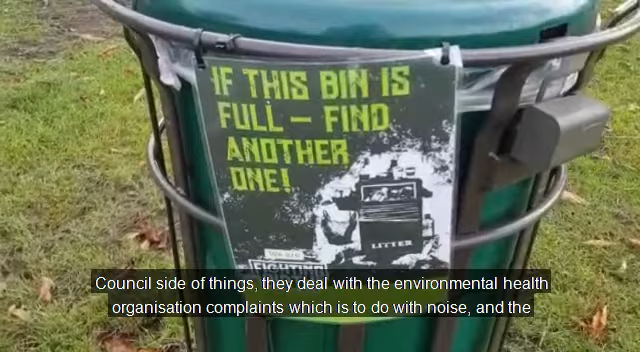 IF THIS BIN IS
FULL – FIND
ANOTHER
ONE!
LITTER
FIGHTING
Council side of things, they deal with the environmental health
organisation complaints which is to do with noise, and the